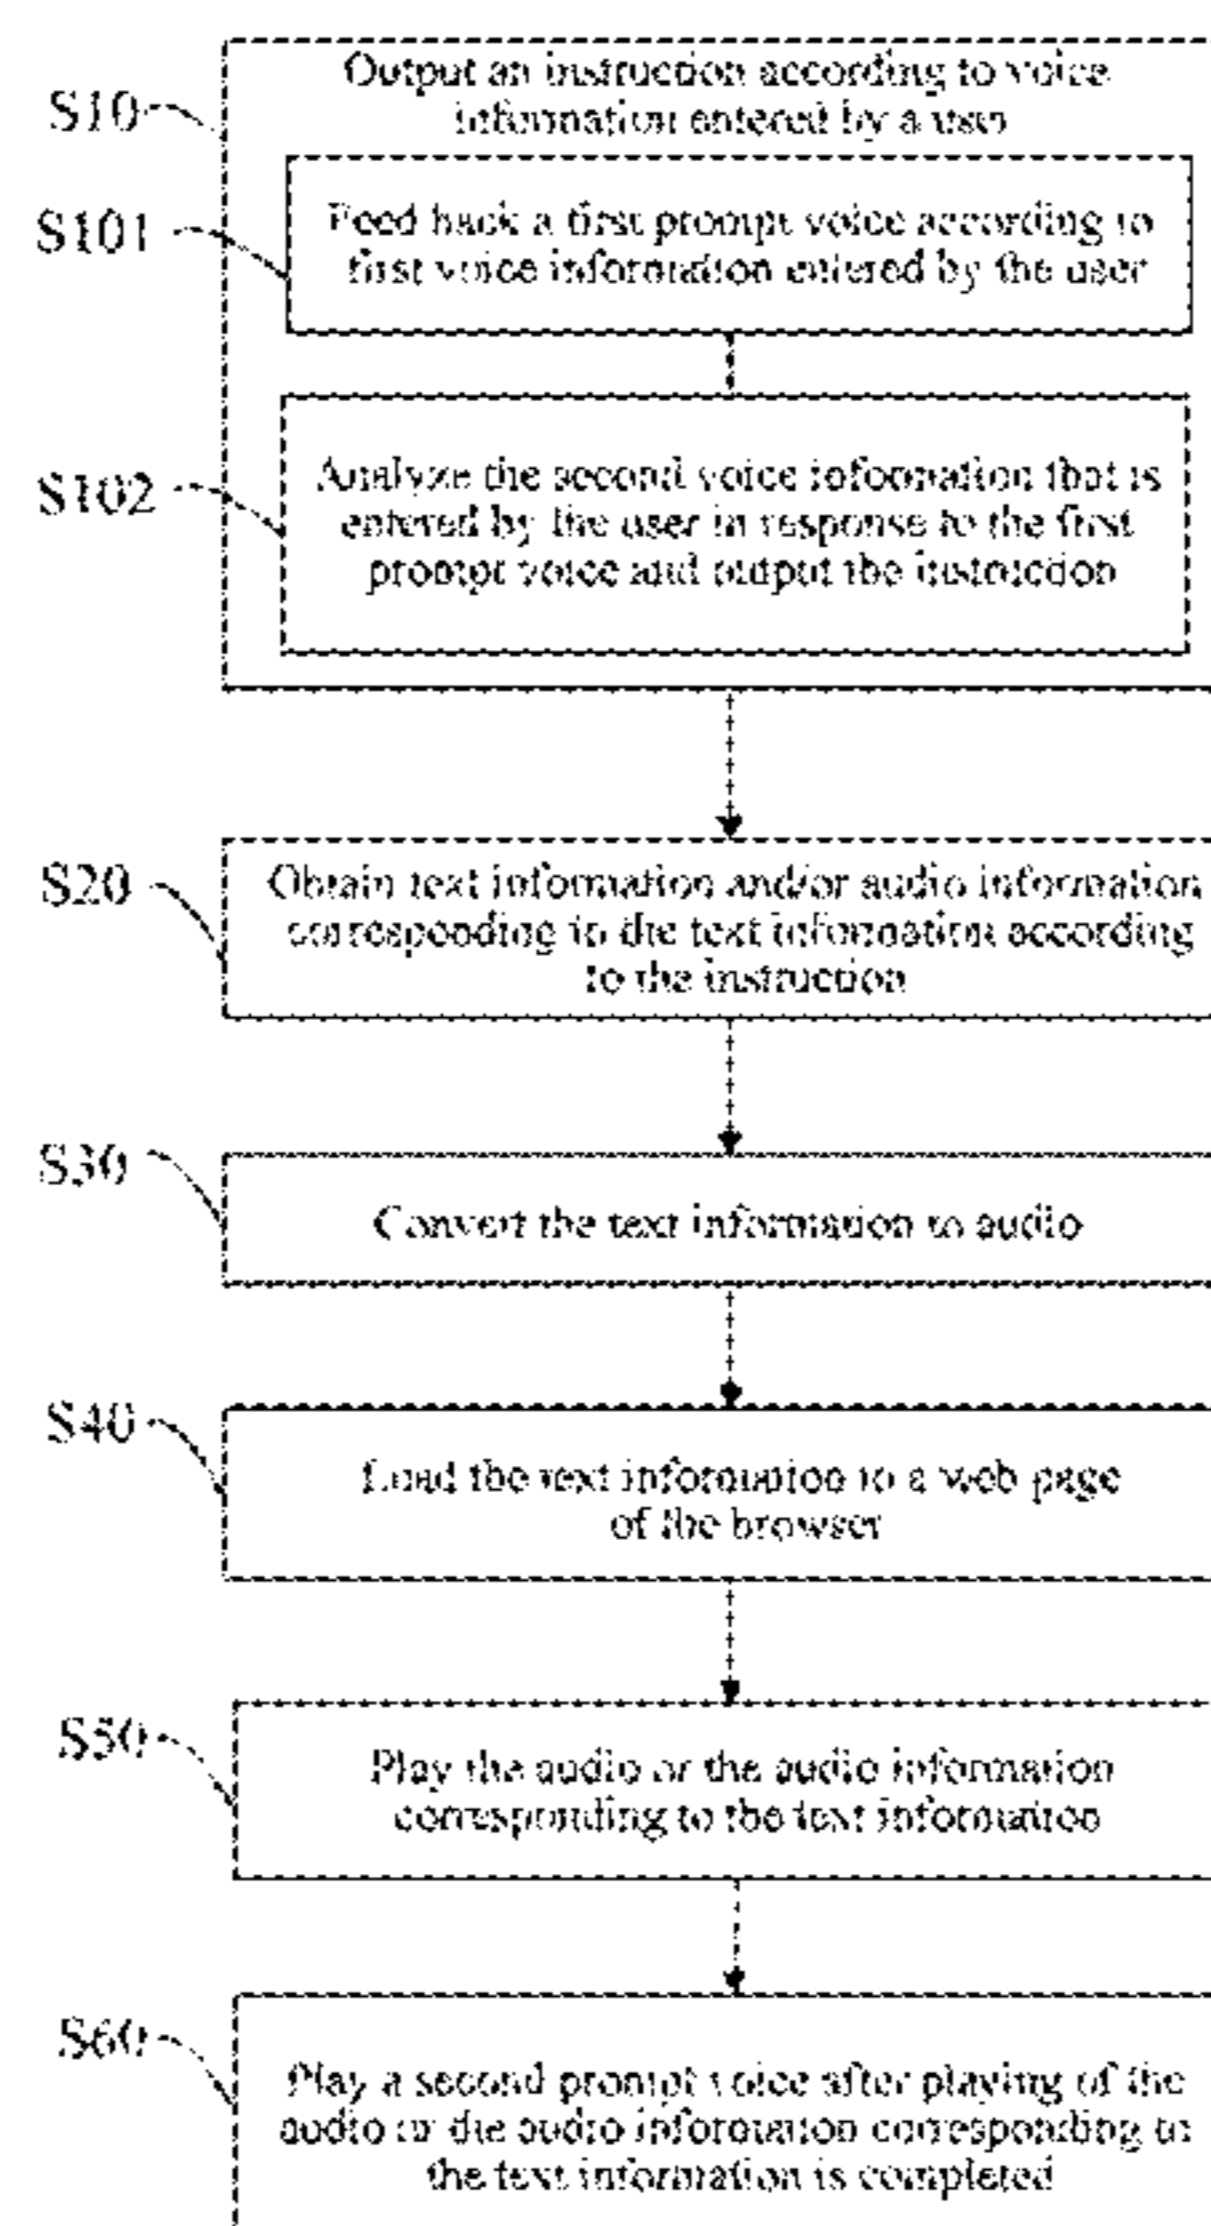 S10
Output an instruction according to voice
information entered by a user
S101
Feed back a first prompt voice according to
first voice information entered by the user
S102
Analyze the second voice information that is
entered by the user in response to the first
prompt voice and output the instruction
S20
Obtain text information and/or audio information
corresponding to the text information according
to the instruction
S30
Convert the text information to audio
S40
Load the text information to a web page
of the browser
S50
Play the audio or the audio information
corresponding to the text information
S60
Play a second prompt voice after playing of the
audio or the audio information corresponding to
the text information is completed